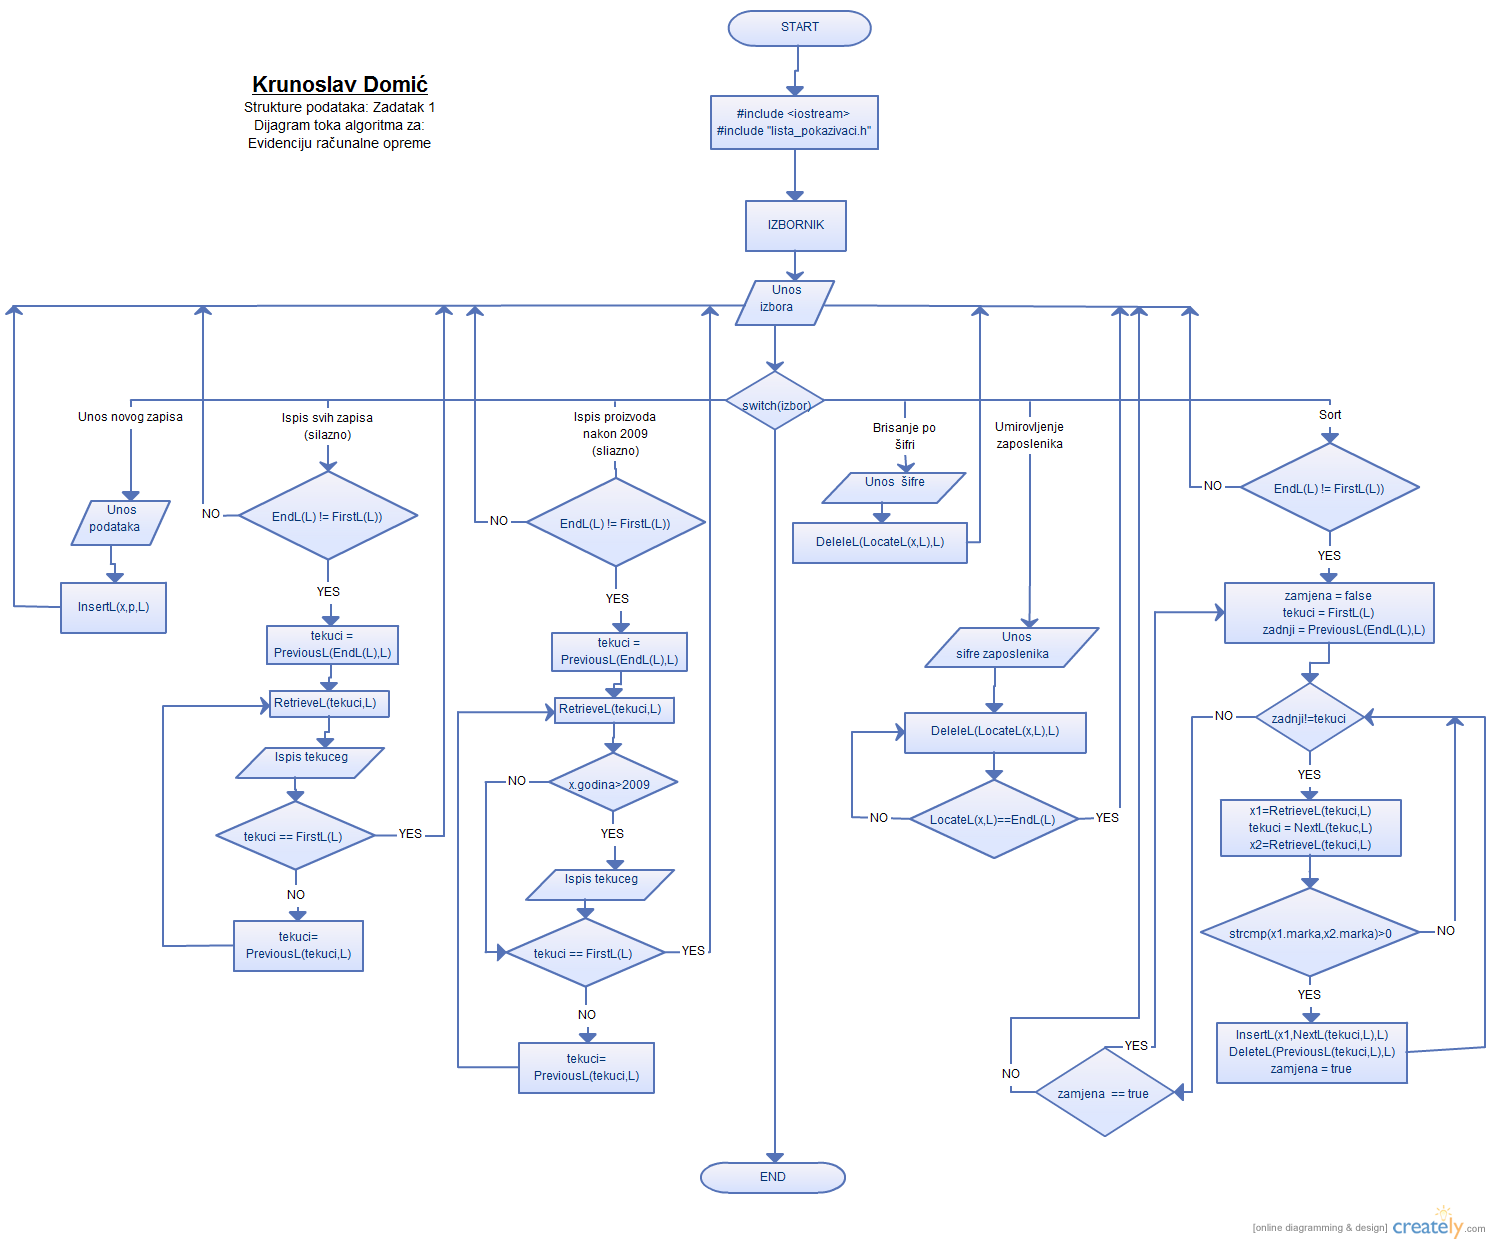 START
Krunoslav Domić
Strukture podataka: Zadatak 1
Dijagram toka algoritma za:
Evidenciju računalne opreme
#include <iostream>
#include "lista_pokazivaci.h"
IZBORNIK
Unos
izbora
switch(izbor)
Unos novog zapisa
Unos
podataka
InsertL(x,p,L)
Ispis svih zapisa
(silazno)
NO
EndL(L) != FirstL(L))
YES
tekuci =
PreviousL(EndL(L),L)
RetrieveL(tekuci,L)
Ispis tekuceg
tekuci == FirstL(L)
YES
NO
tekuci=
PreviousL(tekuci,L)
Ispis proizvoda
nakon 2009
(sliazno)
NO
EndL(L) != FirstL(L))
YES
tekuci =
PreviousL(EndL(L),L)
RetrieveL(tekuci,L)
NO
x.godina>2009
YES
Ispis tekuceg
tekuci == FirstL(L)
YES
NO
tekuci=
PreviousL(tekuci,L)
Brisanje po
šifri
Unos šifre
DeleleL(LocateL(x,L),L)
Umirovljenje
zaposlenika
Unos
sifre zaposlenika
DeleleL(LocateL(x,L),L)
NO
LocateL(x,L)==EndL(L)
YES
Sort
NO
EndL(L) != FirstL(L))
YES
zamjena = false
tekuci = FirstL(L)
zadnji = PreviousL(EndL(L),L)
NO
zadnji!=tekuci
YES
x1=RetrieveL(tekuci,L)
tekuci = NextL(tekuc,L)
x2=RetrieveL(tekuci,L)
strcmp(x1.marka,x2.marka)>0
NO
YES
InsertL(x1,NextL(tekuci,L),L)
DeleteL(PreviousL(tekuci,L),L)
zamjena = true
YES
NO
zamjena == true
END
[online diagramming & design] creately.com